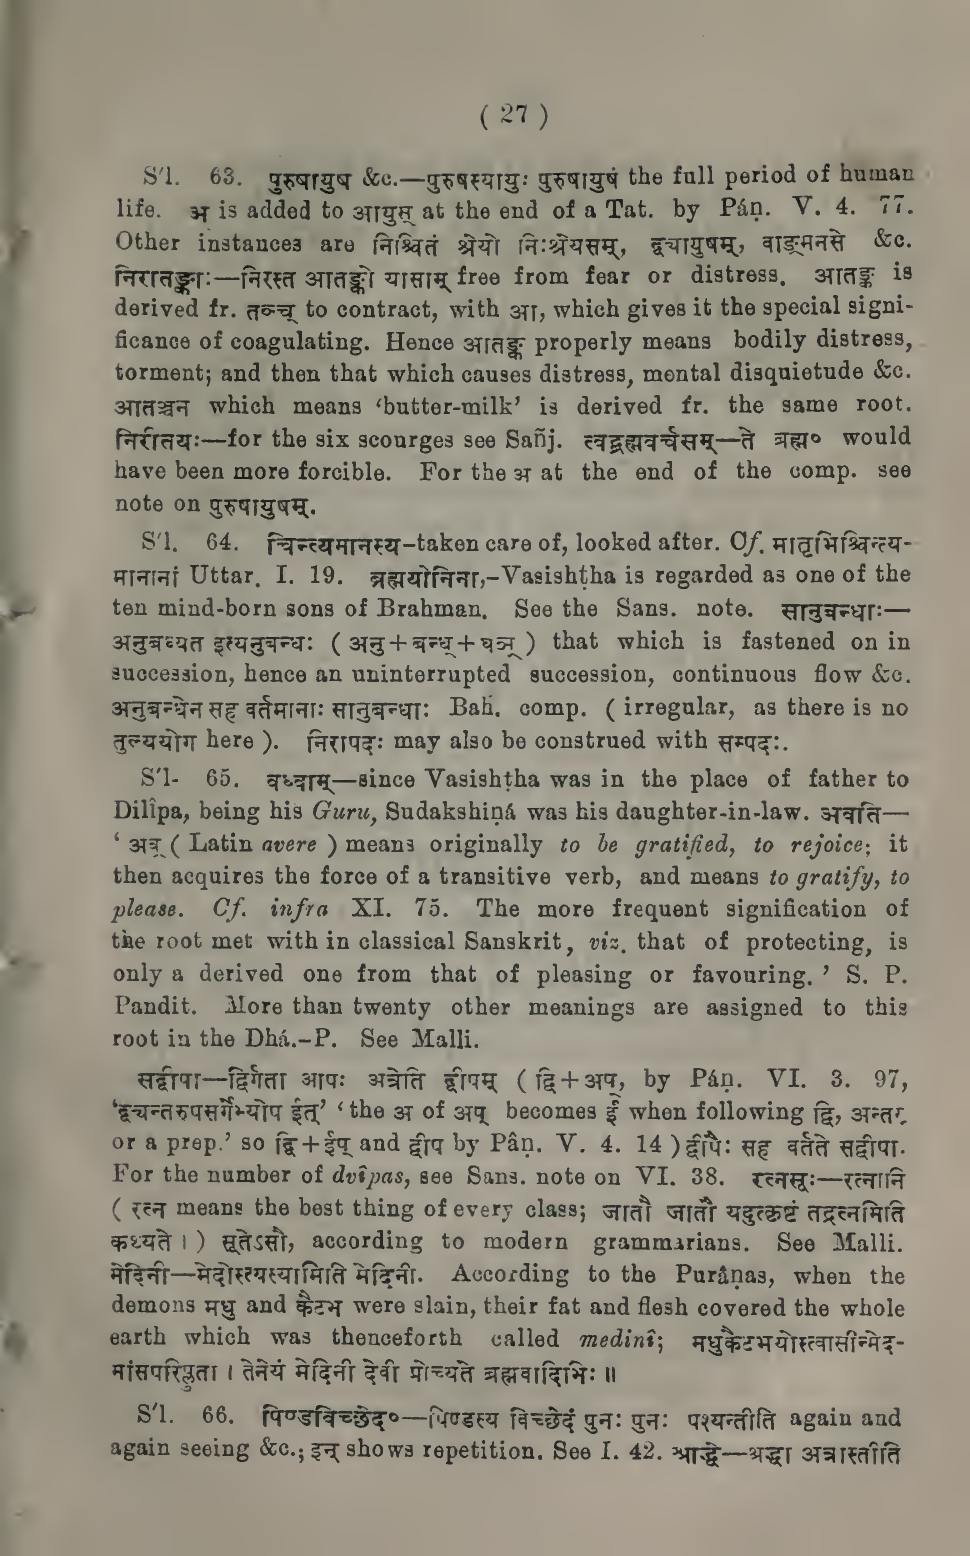 ( 27 )
S'l. 63. पुरुषायुष &c.—पुरुषस्यायुः पुरुषायुषं the full period of human
life. अ is added to आयुस् at the end of a Tat. by Páṇ. V. 4. 77.
Other instances are निश्चितं श्रेयो निःश्रेयसम्, द्व्यायुषम्, वाङ्मनसे &c.
निरातङ्काः—निरस्त आतङ्को यासाम् free from fear or distress. आतङ्क is
derived fr. तञ्च् to contract, with आ, which gives it the special signi-
ficance of coagulating. Hence आतङ्क properly means bodily distress,
torment; and then that which causes distress, mental disquietude &c.
आतञ्चन which means ‘butter-milk’ is derived fr. the same root.
निरीतयः—for the six scourges see Sañj. त्वद्ब्रह्मवर्चसम्—ते ब्रह्म० would
have been more forcible. For the अ at the end of the comp. see
note on पुरुषायुषम्.
S'l. 64. चिन्त्यमानस्य-taken care of, looked after. Cf. मातृभिश्चिन्त्य-
मानानां Uttar. I. 19. ब्रह्मयोनिना,-Vasishṭha is regarded as one of the
ten mind-born sons of Brahman. See the Sans. note. सानुबन्धाः—
अनुबध्यत इत्यनुबन्धः ( अनु+बन्ध्+घञ् ) that which is fastened on in
succession, hence an uninterrupted succession, continuous flow &c.
अनुबन्धेन सह वर्तमानाः सानुबन्धाः Bah. comp. ( irregular, as there is no
तुल्ययोग here ). निरापदः may also be construed with सम्पदः.
S'l- 65. वध्वाम्—since Vasishṭha was in the place of father to
Dilîpa, being his Guru, Sudakshiṇá was his daughter-in-law. अवति—
‘ अव् ( Latin avere ) means originally to be gratified, to rejoice; it
then acquires the force of a transitive verb, and means to gratify, to
please. Cf. infra XI. 75. The more frequent signification of
the root met with in classical Sanskrit, viz. that of protecting, is
only a derived one from that of pleasing or favouring. ’ S. P.
Pandit. More than twenty other meanings are assigned to this
root in the Dhá.-P. See Malli.
सद्वीपा—द्विर्गता आपः अत्रेति द्वीपम् ( द्वि+अप्, by Páṇ. VI. 3. 97,
‘द्व्यन्तरुपसर्गेभ्योप ईत्’ ‘ the अ of अप् becomes ई when following द्वि, अन्तर्
or a prep.’ so द्वि+ईप् and द्वीप by Pâṇ. V. 4. 14 ) द्वीपैः सह वर्तते सद्वीपा.
For the number of dvîpas, see Sans. note on VI. 38. रत्नसूः—रत्नानि
( रत्न means the best thing of every class; जातौ जातौ यदुत्कृष्टं तद्रत्नमिति
कथ्यते । ) सूतेऽसौ, according to modern grammarians. See Malli.
मेदिनी—मेदोस्त्यस्यामिति मेदिनी. According to the Purâṇas, when the
demons मधु and कैटभ were slain, their fat and flesh covered the whole
earth which was thenceforth called medinî; मधुकैटभयोस्त्वासीन्मेद-
मांसपरिप्लुता । तेनेयं मेदिनी देवी प्रोच्यते ब्रह्मवादिभिः ॥
S'l. 66. पिण्डविच्छेद०—पिण्डस्य विच्छेदं पुनः पुनः पश्यन्तीति again and
again seeing &c.; इन् shows repetition. See I. 42. श्राद्धे—श्रद्धा अत्रास्तीति